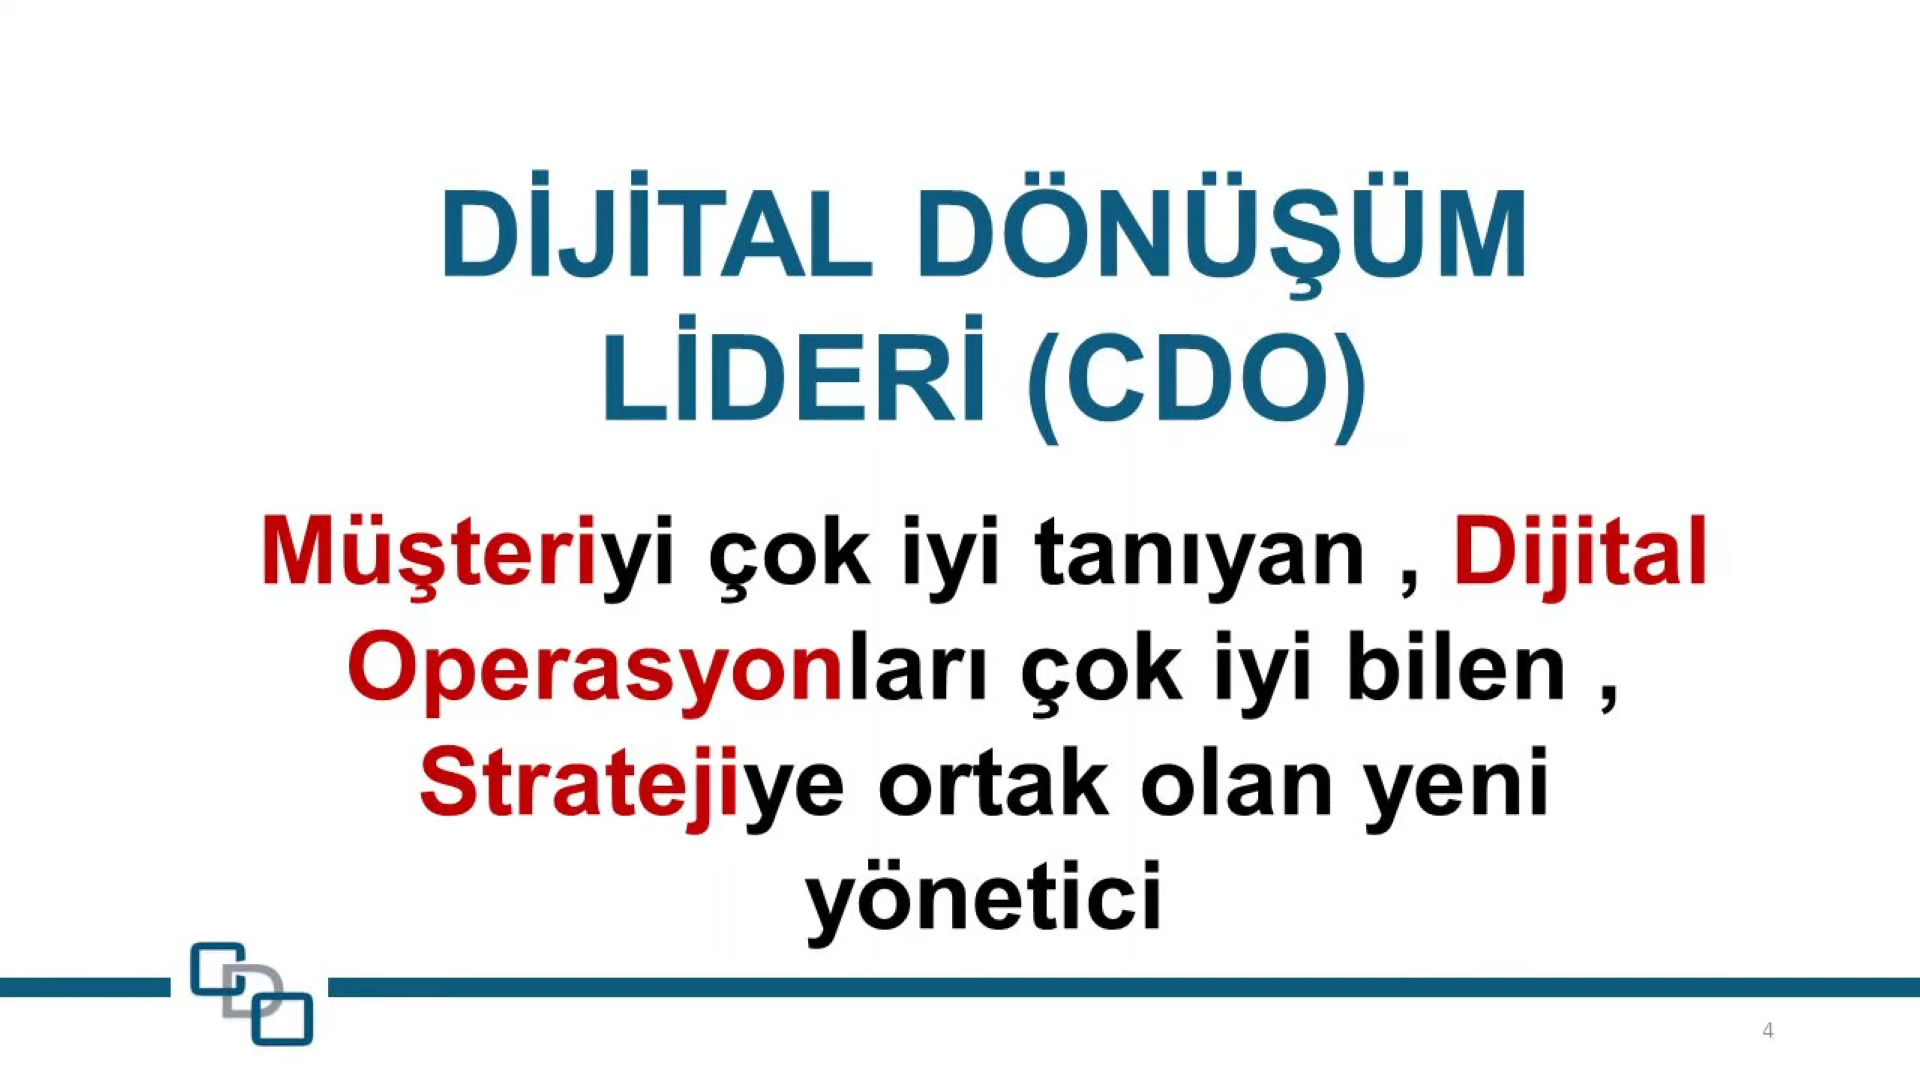 DİJİTAL DÖNÜŞÜM
LİDERİ (CDO)
Müşteriyi çok iyi tanıyan , Dijital
Operasyonları çok iyi bilen ,
Stratejiye ortak olan yeni
yönetici
CDO
4